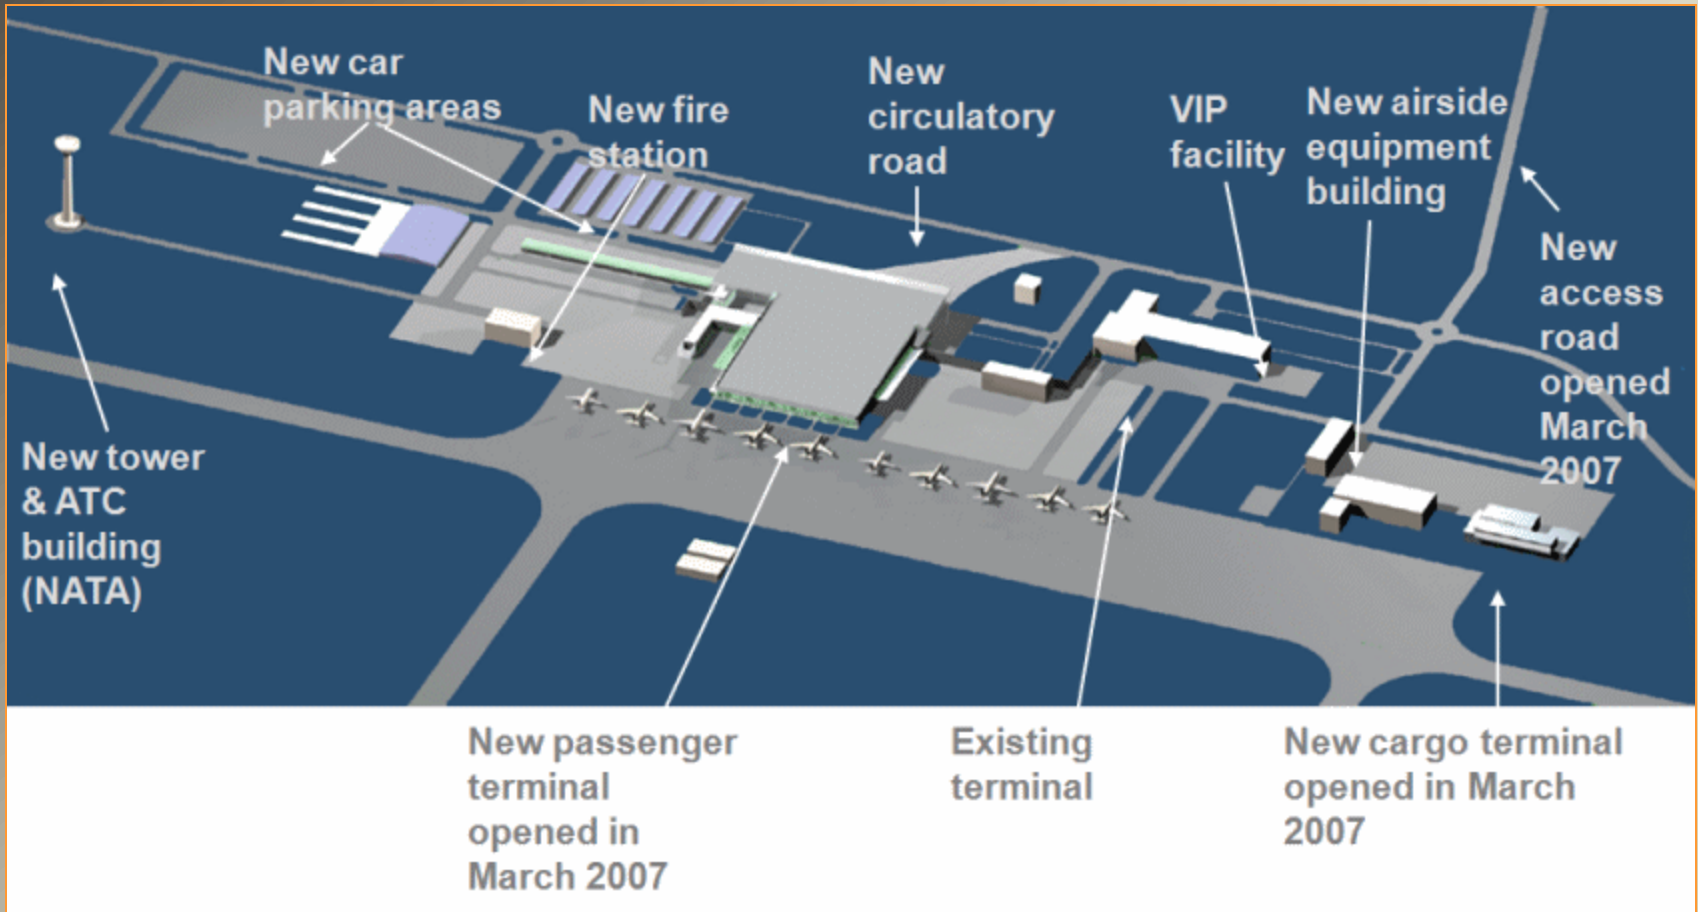 New car
parking areas
New fire
station
New
circulatory
road
VIP
facility
New airside
equipment
building
New
access
road
opened
March
2007
New tower
& ATC
building
(NATA)
New passenger
terminal
opened in
March 2007
Existing
terminal
New cargo terminal
opened in March
2007